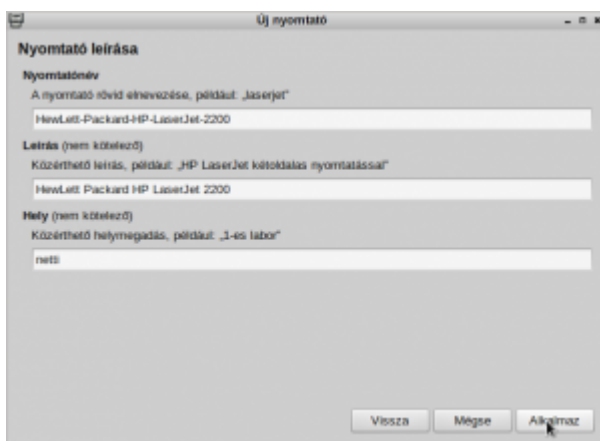 Új nyomtató
Nyomtató leírása
Nyomtatónév
A nyomtató rövid elnevezése, például: „laserjet"
HewLett-Packard-HP-LaserJet-2200
Leírás (nem kötelező)
Közérthető leírás, például: „HP LaserJet kétoldalas nyomtatással"
HewLett Packard HP LaserJet 2200
Hely (nem kötelező)
Közérthető helymegadás, például: „1-es labor"
netti
Vissza Mégse Alkalmaz